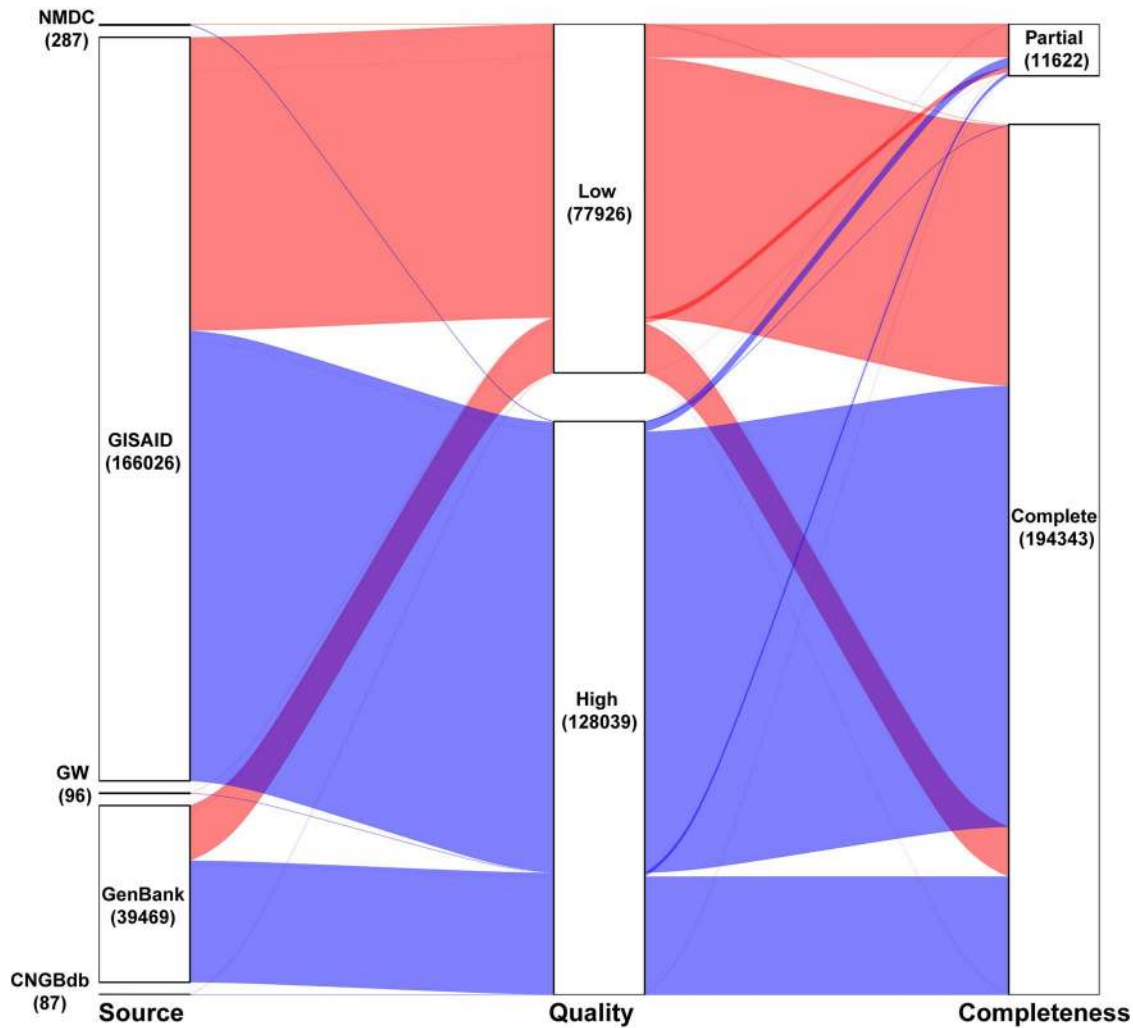 NMDC
(287)
GISAID
(166026)
GW
(96)
GenBank
(39469)
CNGBdb
(87)
Source
Low
(77926)
High
(128039)
Quality
Partial
(11622)
Complete
(194343)
Completeness